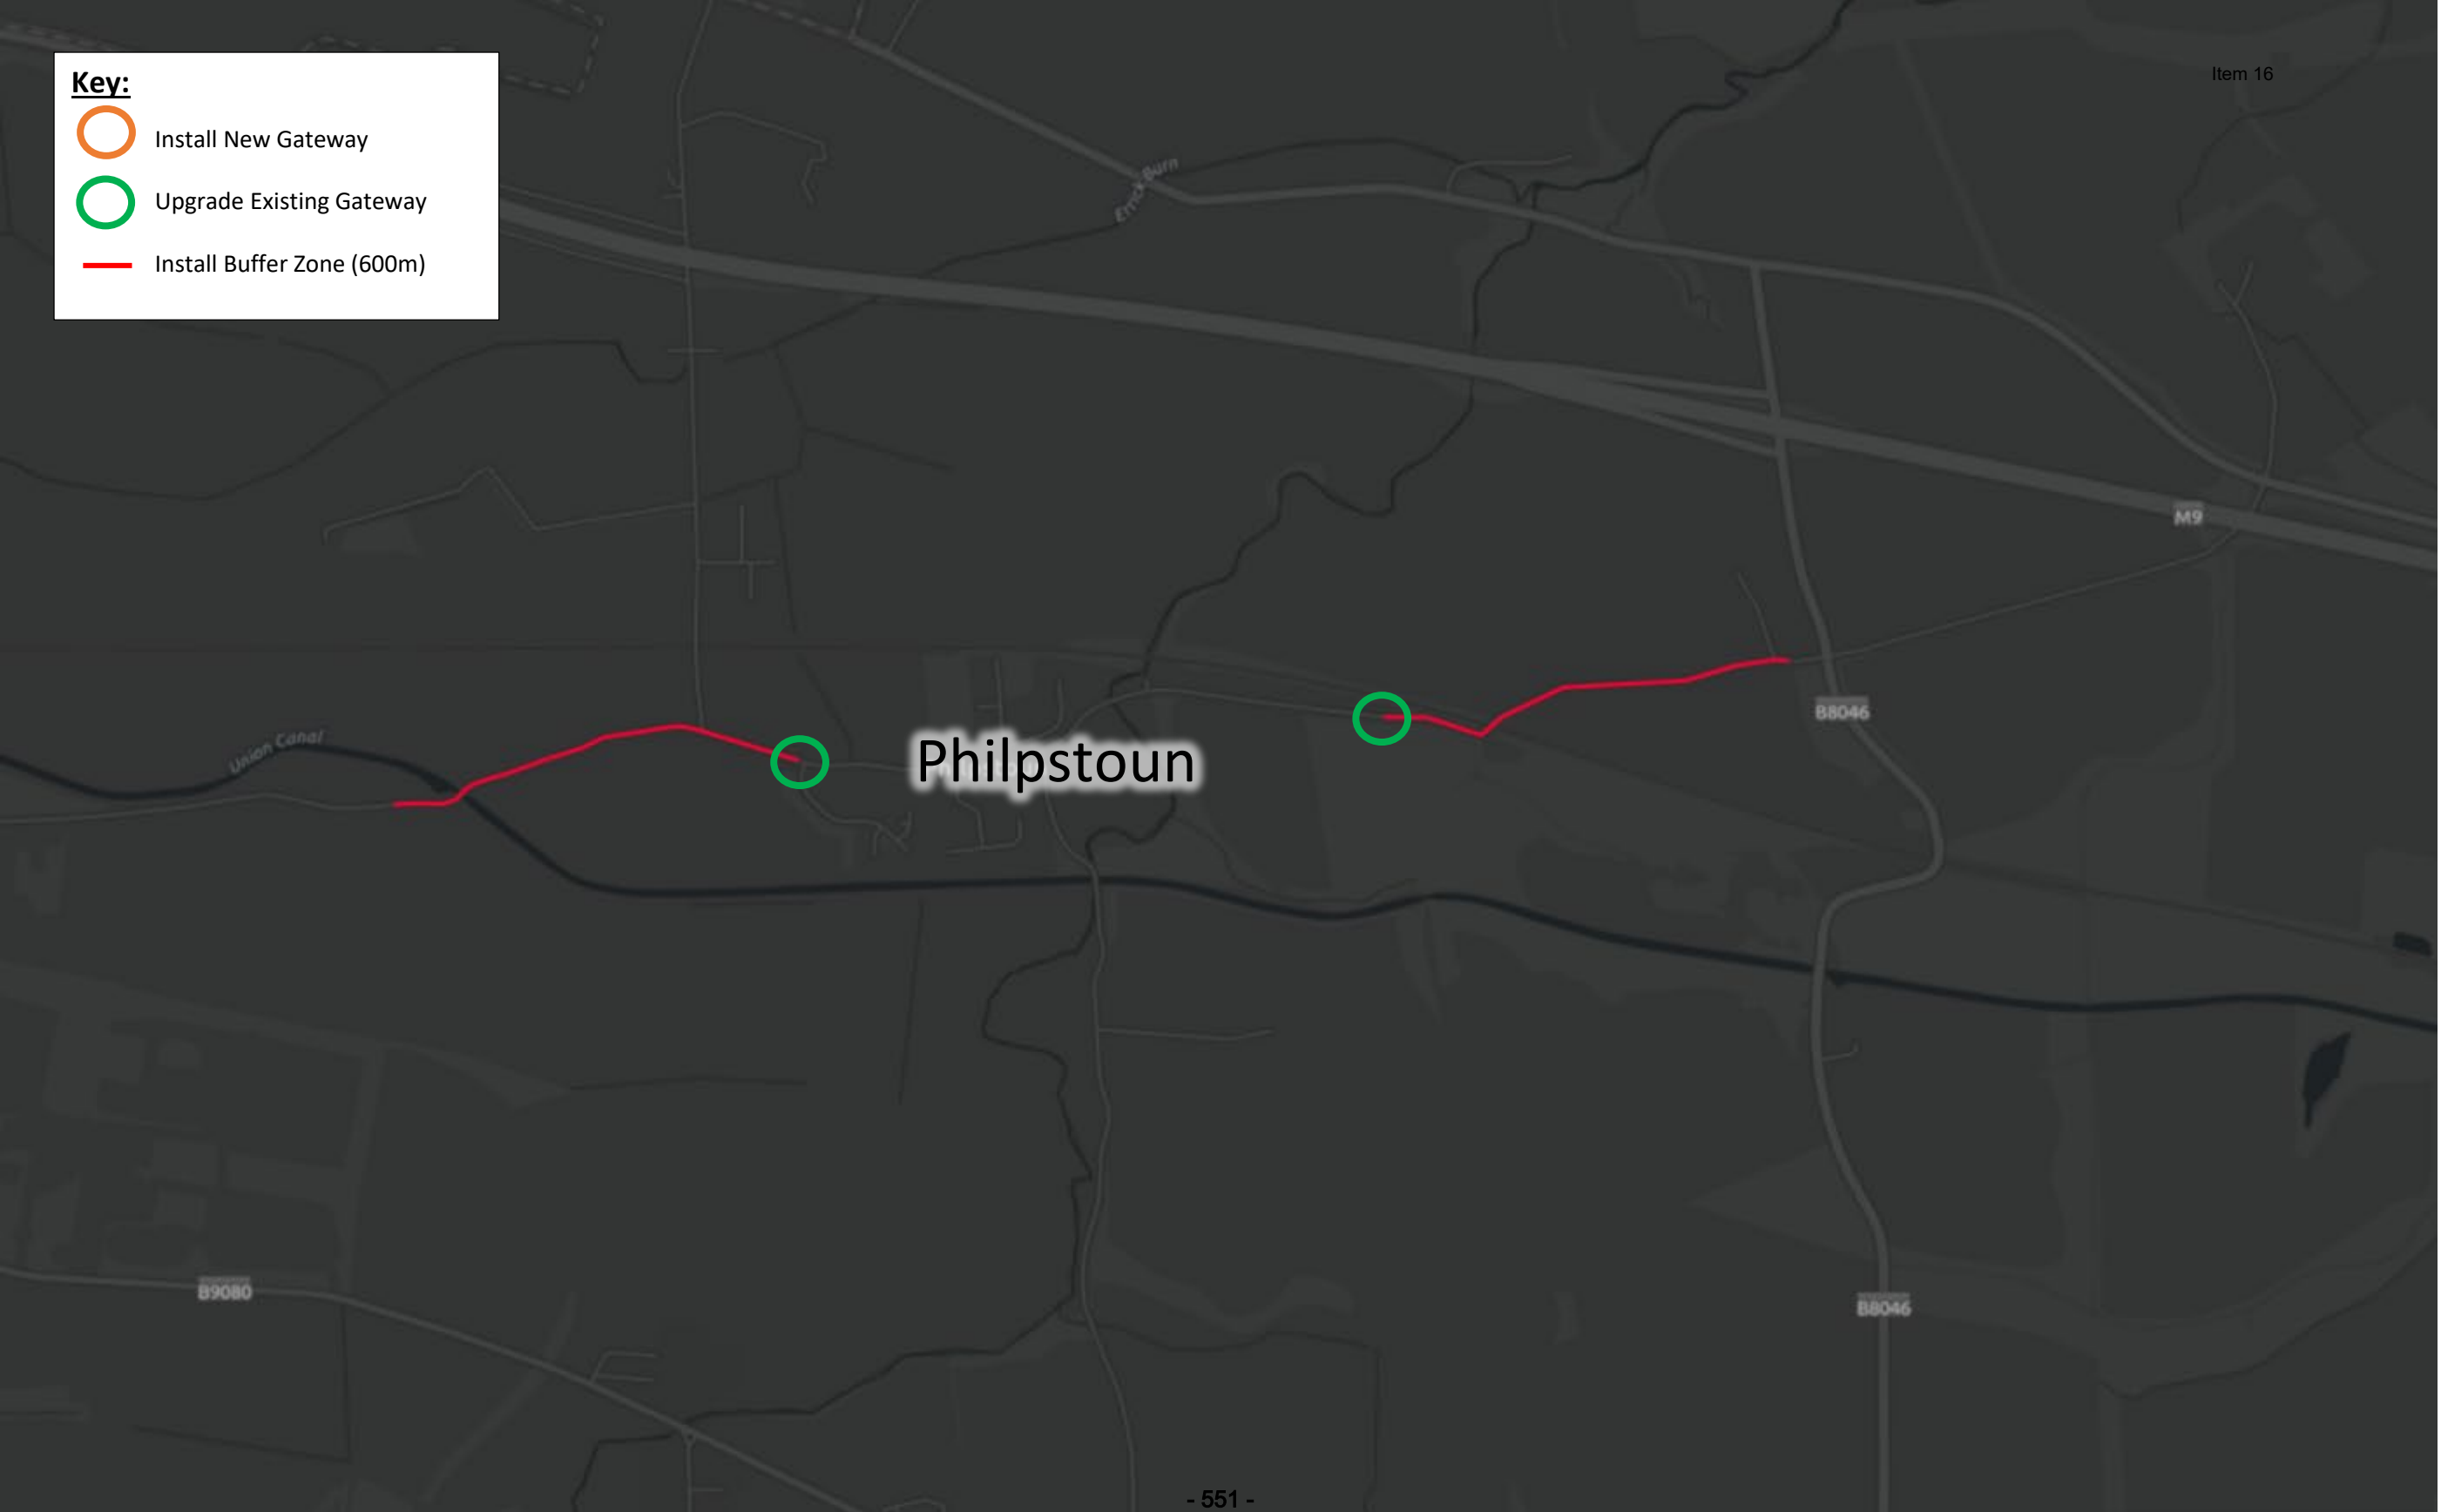 Item 16
Key:
Install New Gateway
Upgrade Existing Gateway
Install Buffer Zone (600m)
Burn
M9
B8046
Union Canal
Philpstoun
B9080
B8046
- 551 -